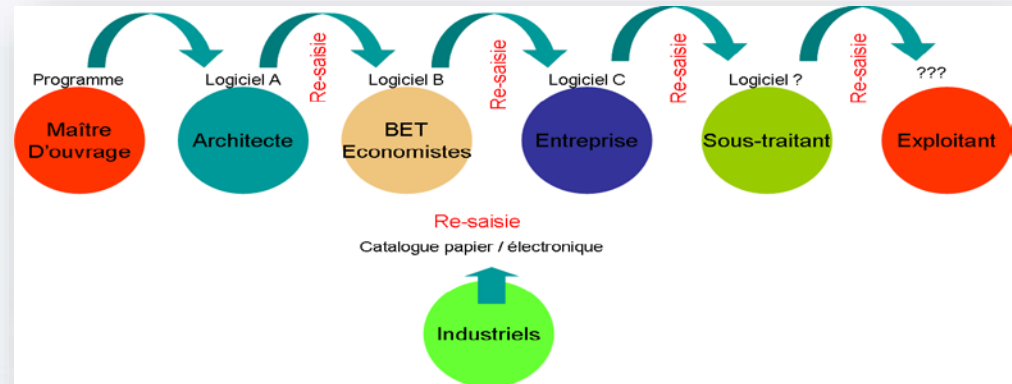 Programme
Logiciel A
Logiciel B
Logiciel C
Logiciel ?
???
Re-saisie
Re-saisie
Re-saisie
Re-saisie
Maître
D'ouvrage
Architecte
BET
Economistes
Entreprise
Sous-traitant
Exploitant
Re-saisie
Catalogue papier / électronique
Industriels